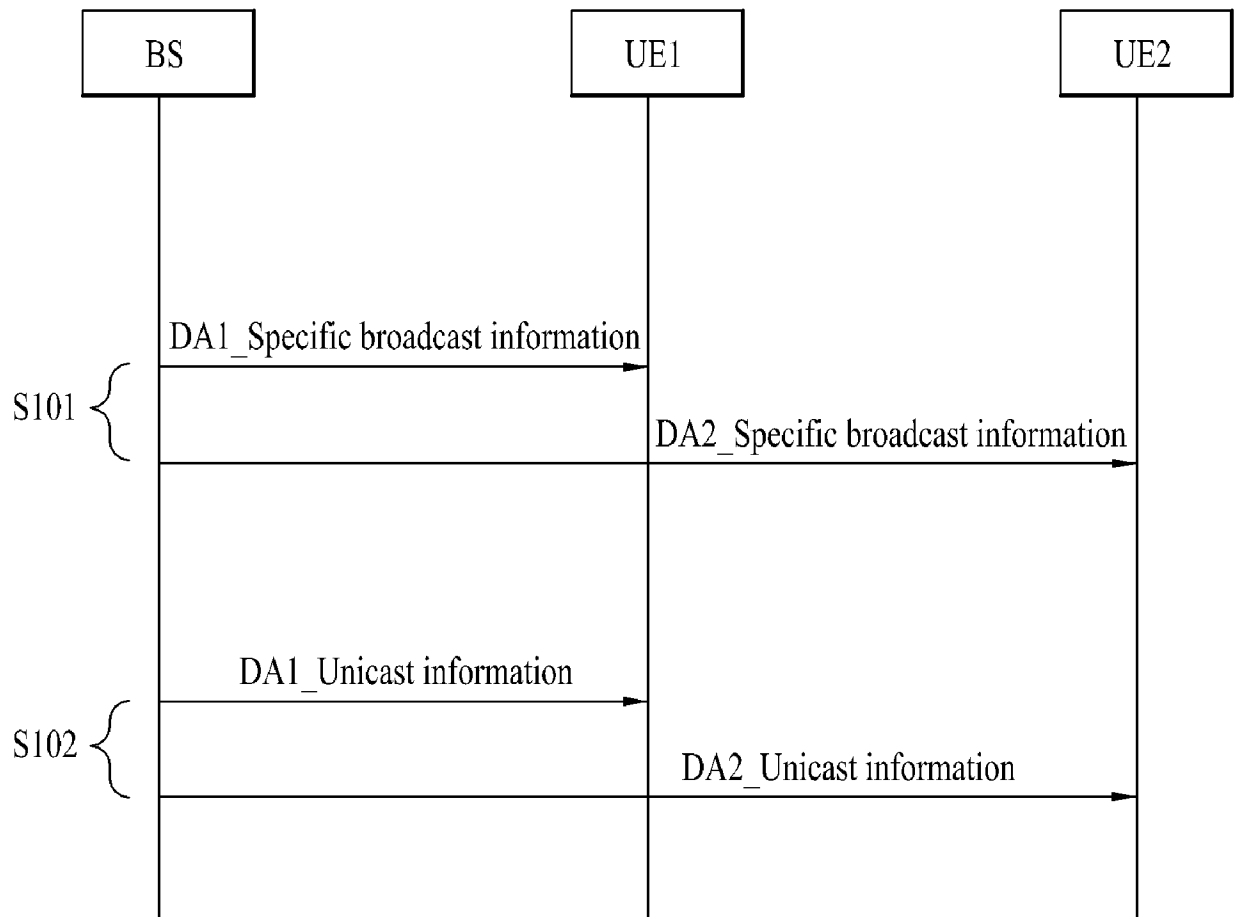 BS
UE1
UE2
DA1_Specific broadcast information
S101
DA2_Specific broadcast information
DA1_Unicast information
S102
DA2_Unicast information